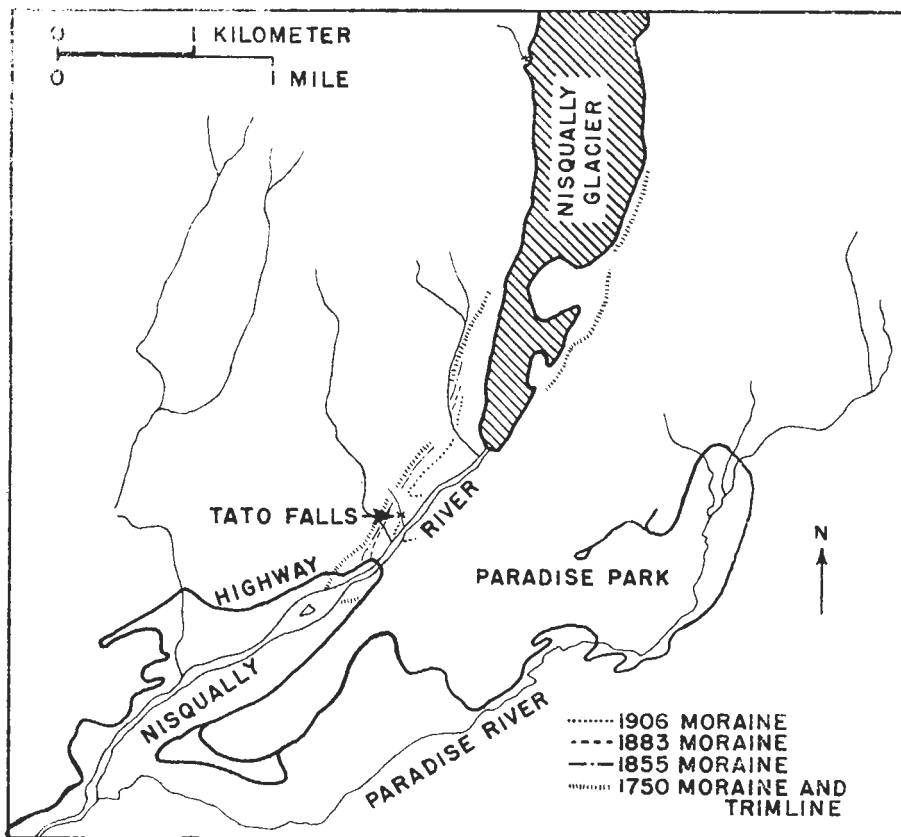 0 1 KILOMETER
0 1 MILE
NISQUALLY
GLACIER
TATO FALLS
RIVER
N
HIGHWAY
PARADISE PARK
NISQUALLY
PARADISE RIVER
1906 MORAINE
1883 MORAINE
1855 MORAINE
1750 MORAINE AND
TRIMLINE